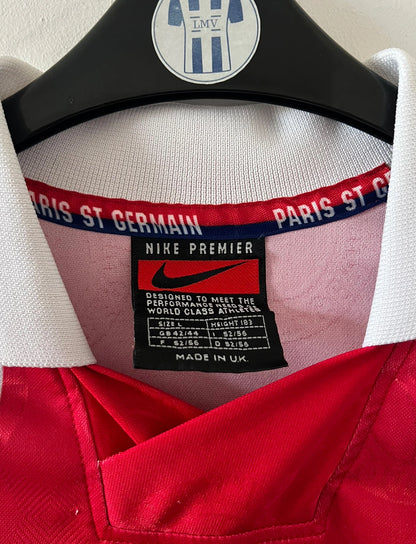 LMV
PARIS ST GERMAIN PARIS ST GERMAIN
NIKE PREMIER
DESIGNED TO MEET THE
PERFORMANCE NEEDS OF
WORLD CLASS ATHLETES
SIZE L HEIGHT 183
GB 42/44 52/56
F 52/56 D 52/56
MADE IN UK.